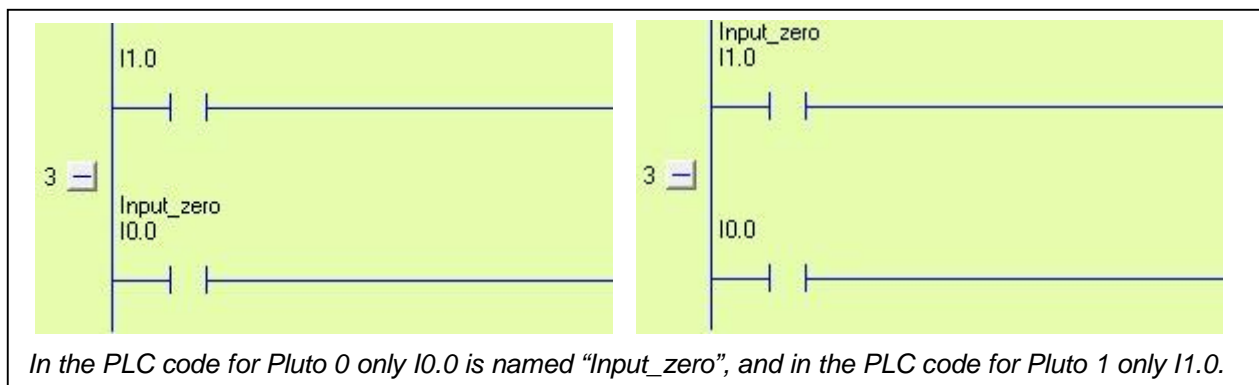 I1.0
3
Input_zero
I0.0
Input_zero
I1.0
3
I0.0
In the PLC code for Pluto 0 only I0.0 is named “Input_zero”, and in the PLC code for Pluto 1 only I1.0.